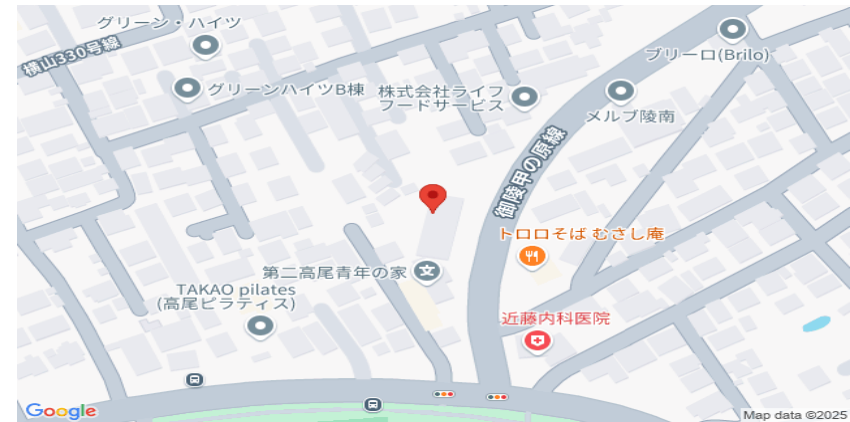 グリーン・ハイツ
横山330号線
グリーンハイツB棟
株式会社ライフ
フードサービス
ブリーロ(Brilo)
メルブ陵南
御陵甲の原線
トロロそば むさし庵
第二高尾青年の家
文
TAKAO pilates
(高尾ピラティス)
近藤内科医院
Google
Map data ©2025